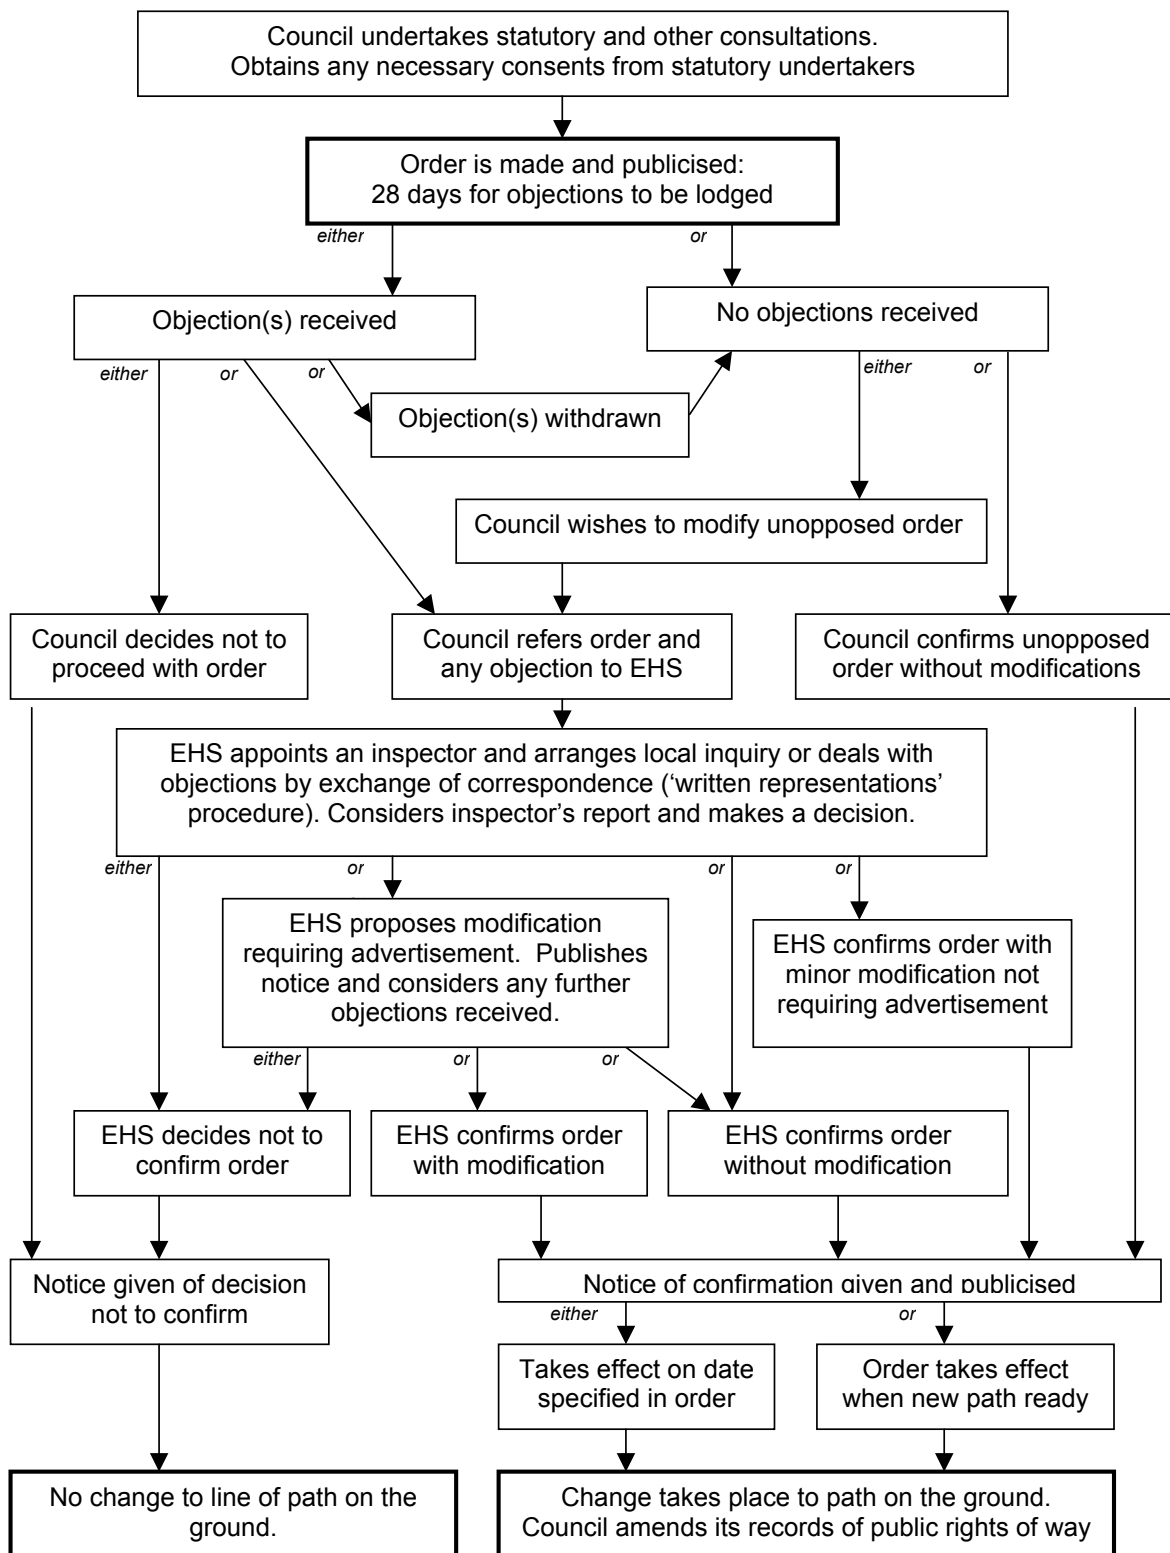 Council undertakes statutory and other consultations.
Obtains any necessary consents from statutory undertakers
Order is made and publicised:
28 days for objections to be lodged
either
or
Objection(s) received
No objections received
either
or
or
either
or
Objection(s) withdrawn
Council wishes to modify unopposed order
Council decides not to
proceed with order
Council refers order and
any objection to EHS
Council confirms unopposed
order without modifications
EHS appoints an inspector and arranges local inquiry or deals with
objections by exchange of correspondence (‘written representations’
procedure). Considers inspector’s report and makes a decision.
either
or
or
or
EHS proposes modification
requiring advertisement.  Publishes
notice and considers any further
objections received.
EHS confirms order with
minor modification not
requiring advertisement
either
or
or
EHS decides not to
confirm order
EHS confirms order
with modification
EHS confirms order
without modification
Notice given of decision
not to confirm
Notice of confirmation given and publicised
either
or
Takes effect on date
specified in order
Order takes effect
when new path ready
No change to line of path on the
ground.
Change takes place to path on the ground.
Council amends its records of public rights of way